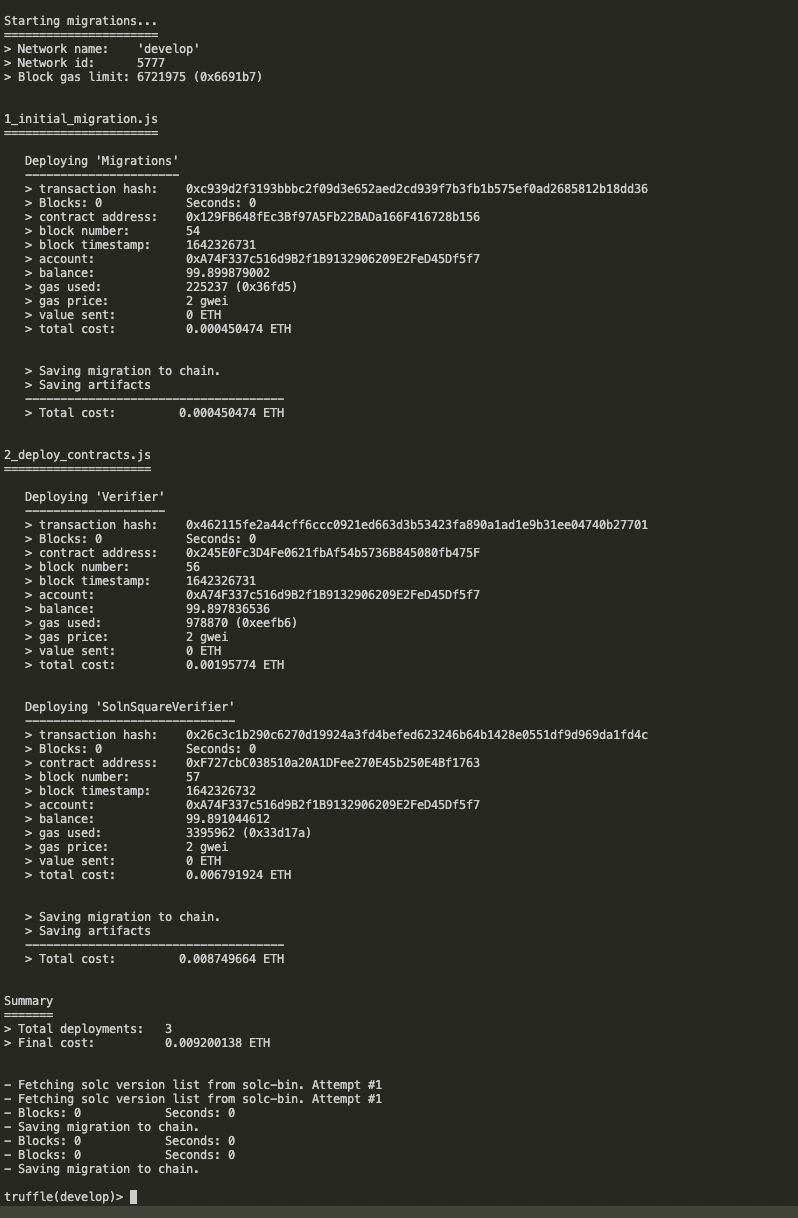 Starting migrations...
======================
> Network name:    'develop'
> Network id:      5777
> Block gas limit: 6721975 (0x6691b7)
1_initial_migration.js
======================
Deploying 'Migrations'
----------------------
> transaction hash:    0xc939d2f3193bbbc2f09d3e652aed2cd939f7b3fb1b575ef0ad2685812b18dd36
> Blocks: 0            Seconds: 0
> contract address:    0x129FB648fEc3Bf97A5Fb22BADa166F416728b156
> block number:        54
> block timestamp:     1642326731
> account:             0xA74F337c516d9B2f1B9132906209E2FeD45Df5f7
> balance:             99.899879002
> gas used:            225237 (0x36fd5)
> gas price:           2 gwei
> value sent:          0 ETH
> total cost:          0.000450474 ETH
> Saving migration to chain.
> Saving artifacts
-------------------------------------
> Total cost:         0.000450474 ETH
2_deploy_contracts.js
=====================
Deploying 'Verifier'
--------------------
> transaction hash:    0x462115fe2a44cff6ccc0921ed663d3b53423fa890a1ad1e9b31ee04740b27701
> Blocks: 0            Seconds: 0
> contract address:    0x245E0Fc3D4Fe0621fbAf54b5736B845080fb475F
> block number:        56
> block timestamp:     1642326731
> account:             0xA74F337c516d9B2f1B9132906209E2FeD45Df5f7
> balance:             99.897836536
> gas used:            978870 (0xeefb6)
> gas price:           2 gwei
> value sent:          0 ETH
> total cost:          0.00195774 ETH
Deploying 'SolnSquareVerifier'
------------------------------
> transaction hash:    0x26c3c1b290c6270d19924a3fd4befed623246b64b1428e0551df9d969da1fd4c
> Blocks: 0            Seconds: 0
> contract address:    0xF727cbC038510a20A1DFee270E45b250E4Bf1763
> block number:        57
> block timestamp:     1642326732
> account:             0xA74F337c516d9B2f1B9132906209E2FeD45Df5f7
> balance:             99.891044612
> gas used:            3395962 (0x33d17a)
> gas price:           2 gwei
> value sent:          0 ETH
> total cost:          0.006791924 ETH
> Saving migration to chain.
> Saving artifacts
-------------------------------------
> Total cost:         0.008749664 ETH
Summary
=======
> Total deployments:   3
> Final cost:          0.009200138 ETH
- Fetching solc version list from solc-bin. Attempt #1
- Fetching solc version list from solc-bin. Attempt #1
- Blocks: 0            Seconds: 0
- Saving migration to chain.
- Blocks: 0            Seconds: 0
- Blocks: 0            Seconds: 0
- Saving migration to chain.
truffle(develop)>